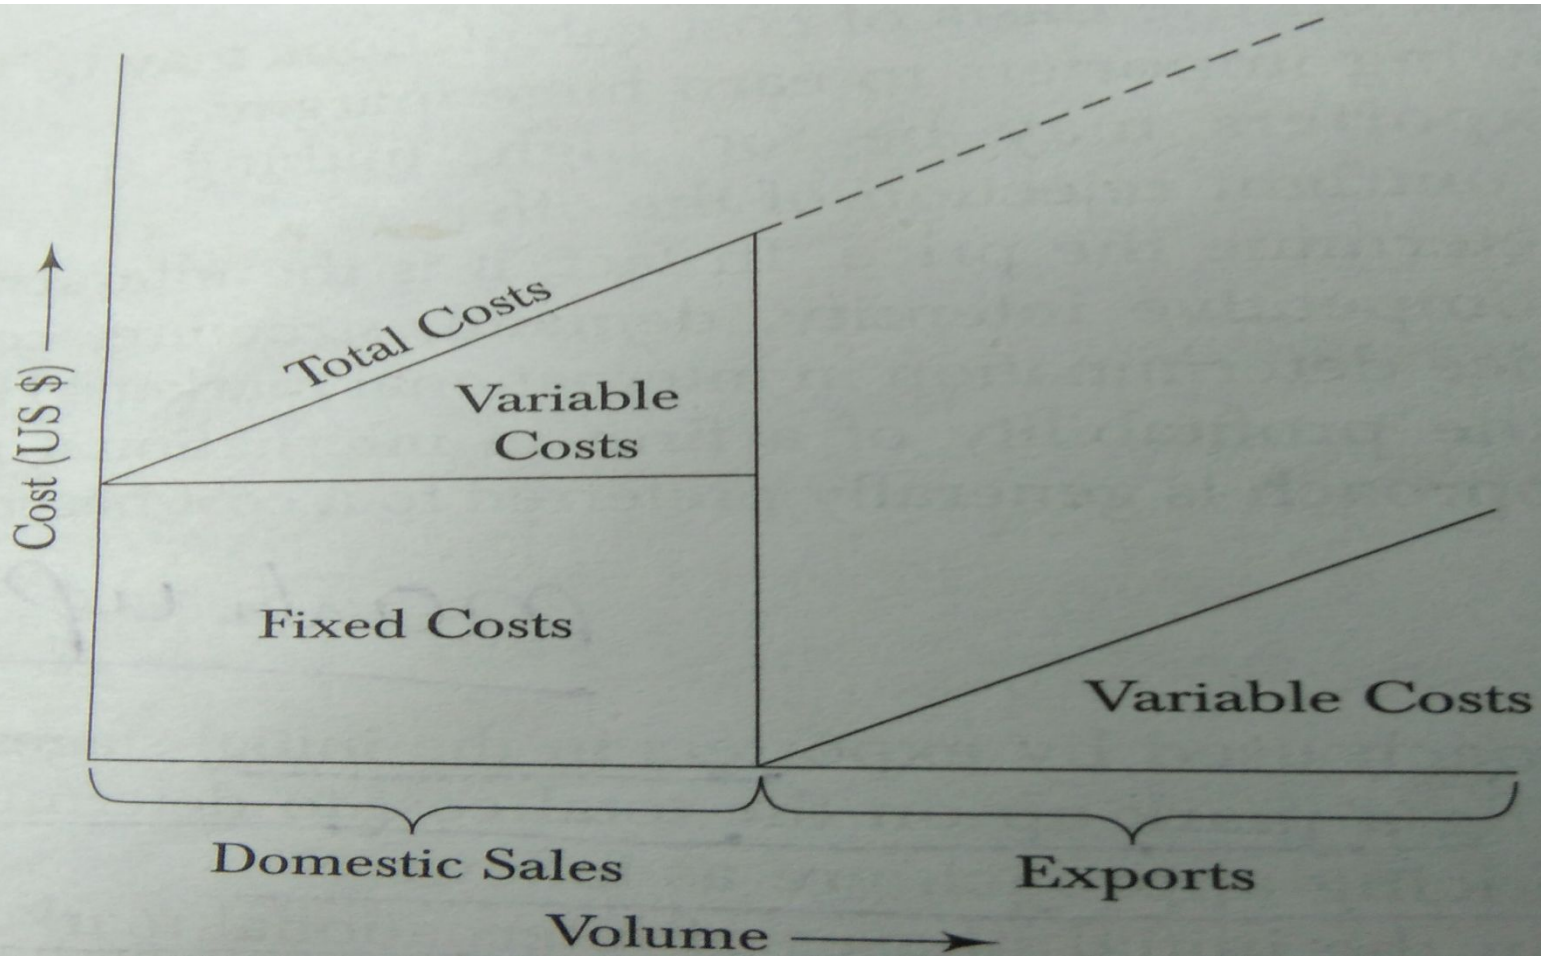 Cost (US $)
Total Costs
Variable
Costs
Fixed Costs
Variable Costs
Domestic Sales
Exports
Volume